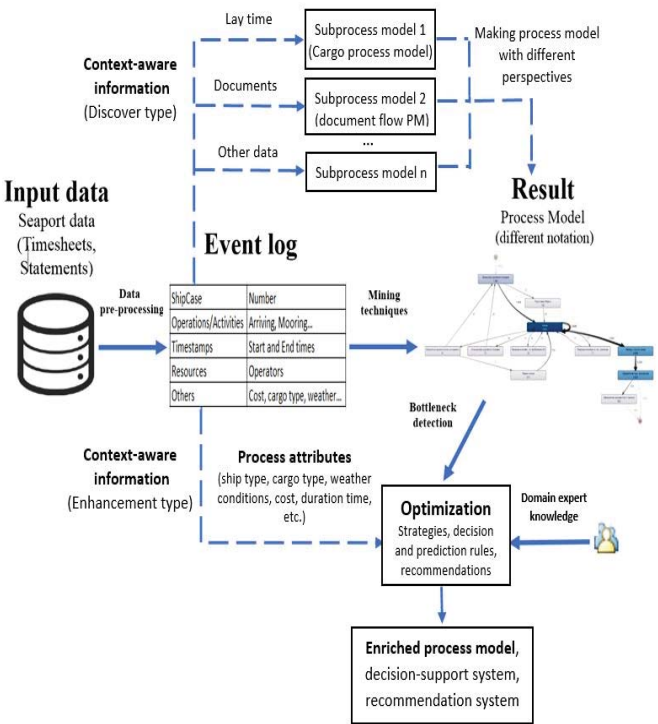 Lay time
Subprocess model 1
(Cargo process model)
Making process model
with different
perspectives
Context-aware
information
(Discover type)
Documents
Subprocess model 2
(document flow PM)
...
Other data
Subprocess model n
Input data
Seaport data
(Timesheets,
Statements)
Event log
Result
Process Model
(different notation)
Data
pre-processing
ShipCase Number
Operations/Activities Arriving, Mooring...
Timestamps Start and End times
Resources Operators
Others Cost, cargo type, weather...
Mining
techniques
Bottleneck
detection
Context-aware
information
(Enhancement type)
Process attributes
(ship type, cargo type, weather
conditions, cost, duration time,
etc.)
Optimization
Strategies, decision
and prediction rules,
recommendations
Domain expert
knowledge
Enriched process model,
decision-support system,
recommendation system